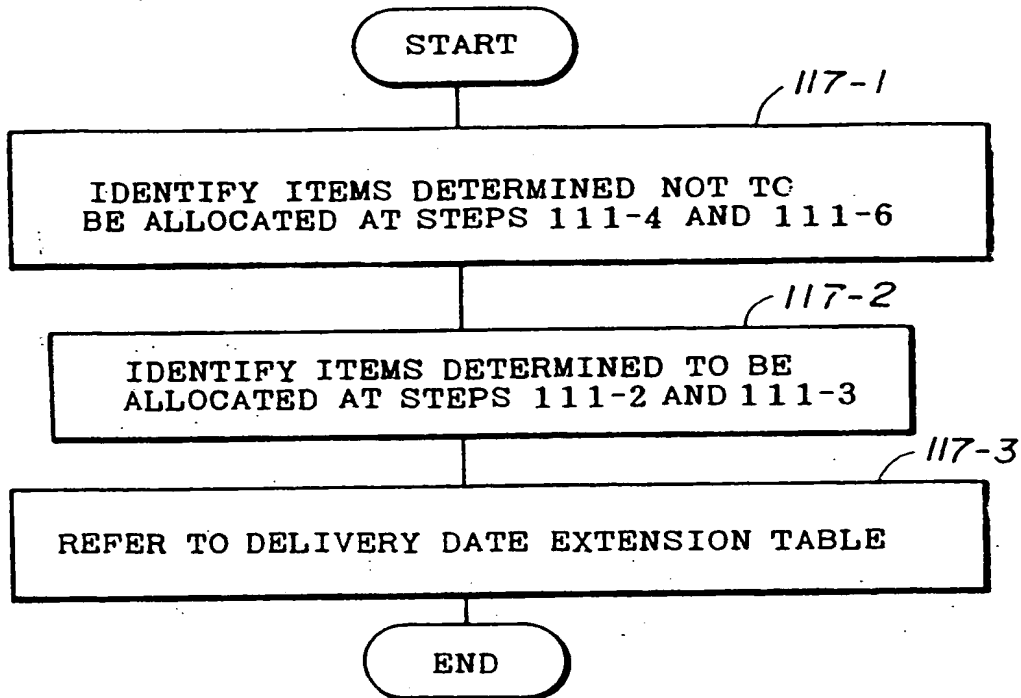 START
117-1
IDENTIFY ITEMS DETERMINED NOT TO
BE ALLOCATED AT STEPS 111-4 AND 111-6
117-2
IDENTIFY ITEMS DETERMINED TO BE
ALLOCATED AT STEPS 111-2 AND 111-3
117-3
REFER TO DELIVERY DATE EXTENSION TABLE
END